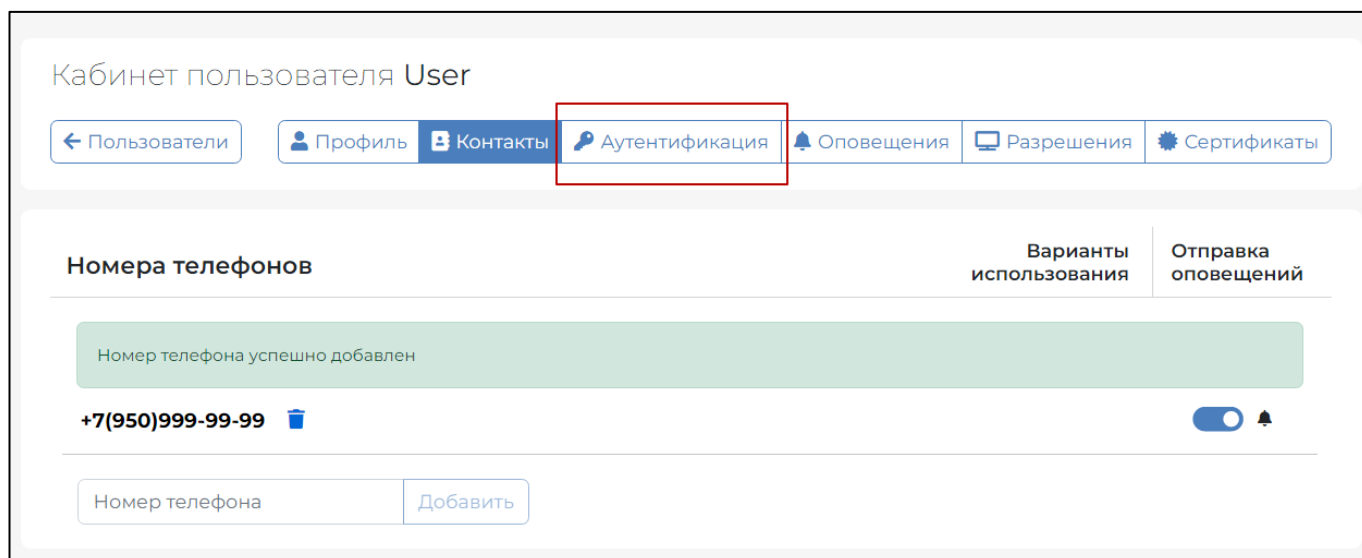 Кабинет пользователя User
Пользователи Профиль Контакты Аутентификация Оповещения Разрешения Сертификаты
Номера телефонов
Варианты использования
Отправка оповещений
Номер телефона успешно добавлен
+7(950)999-99-99
Номер телефона Добавить